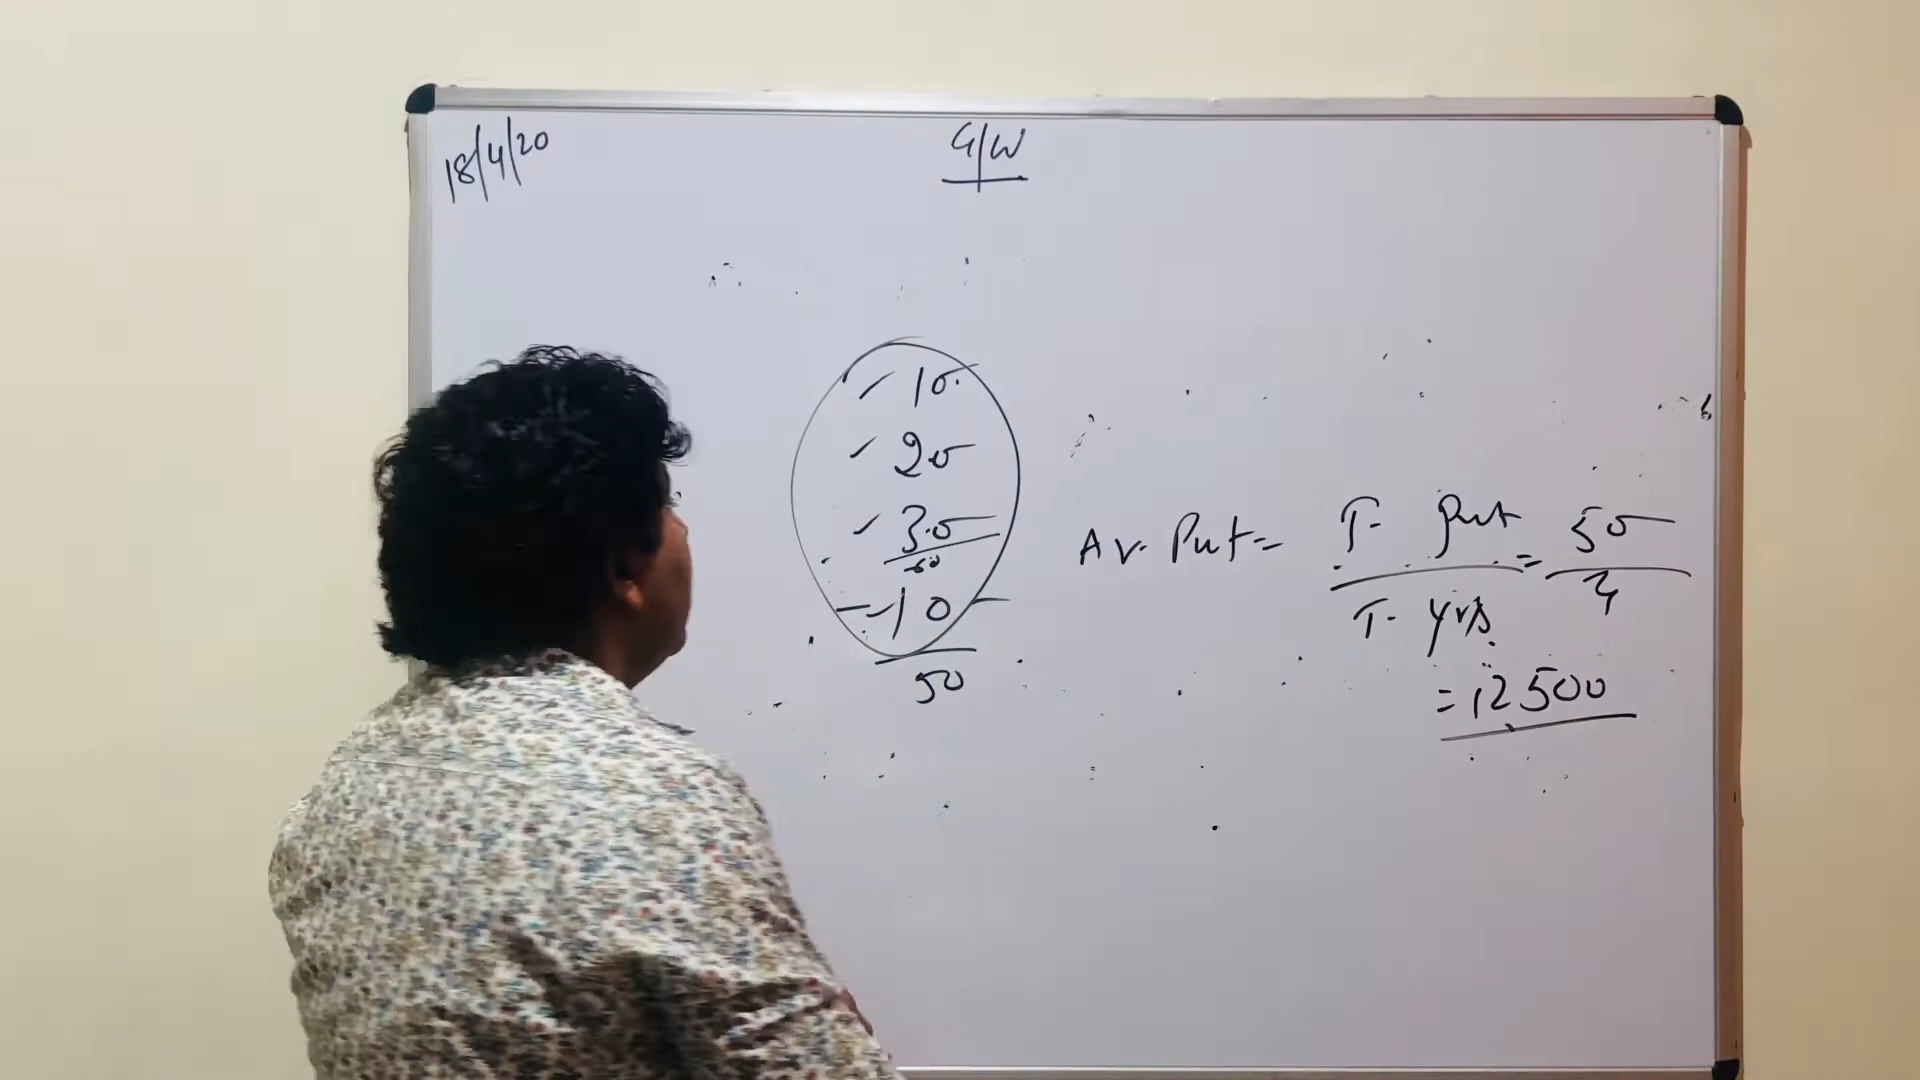 18/4/20
G/W
- 10
- 20
- 30
60
- -10 -
50
Av. Put = T. Put / T. yrs = 50 / 4
= 12500